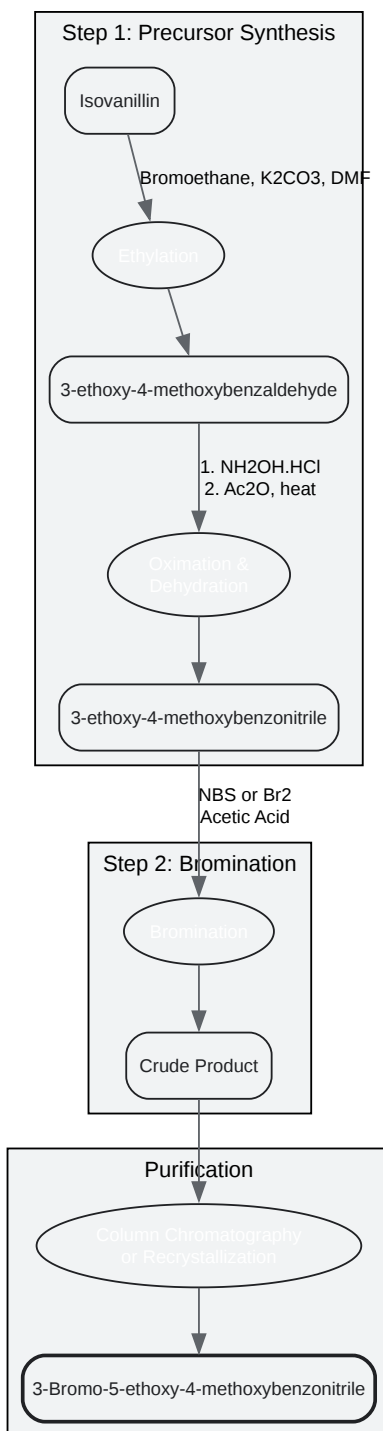 Step 1: Precursor Synthesis
Isovanillin
Bromoethane, K2CO3, DMF
Ethylation
3-ethoxy-4-methoxybenzaldehyde
1. NH2OH.HCl
2. Ac2O, heat
Oximation &
Dehydration
3-ethoxy-4-methoxybenzonitrile
NBS or Br2
Acetic Acid
Step 2: Bromination
Bromination
Crude Product
Purification
Column Chromatography
or Recrystallization
3-Bromo-5-ethoxy-4-methoxybenzonitrile